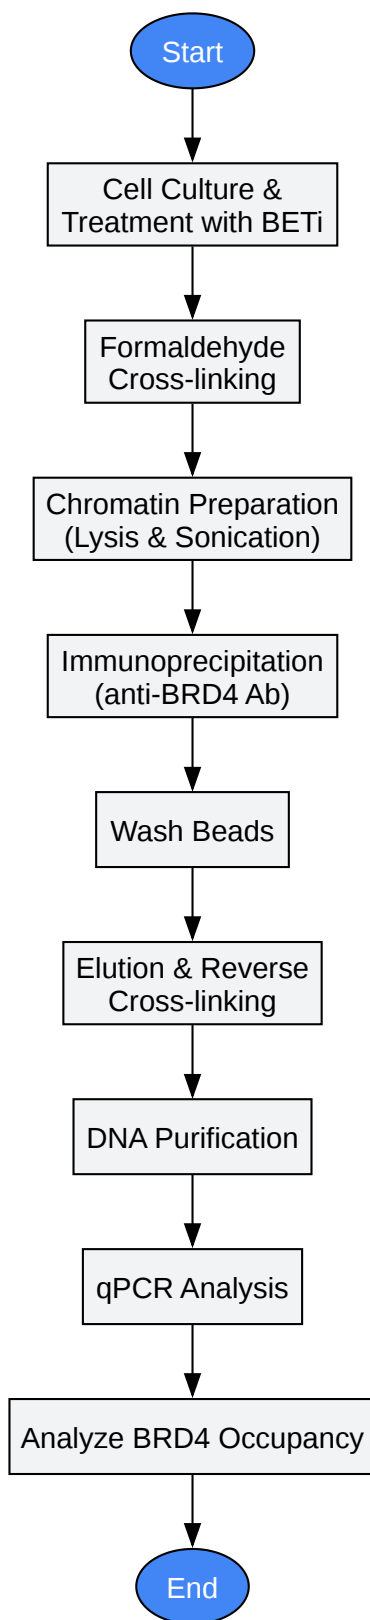 Start
Cell Culture &
Treatment with BETi
Formaldehyde
Cross-linking
Chromatin Preparation
(Lysis & Sonication)
Immunoprecipitation
(anti-BRD4 Ab)
Wash Beads
Elution & Reverse
Cross-linking
DNA Purification
qPCR Analysis
Analyze BRD4 Occupancy
End